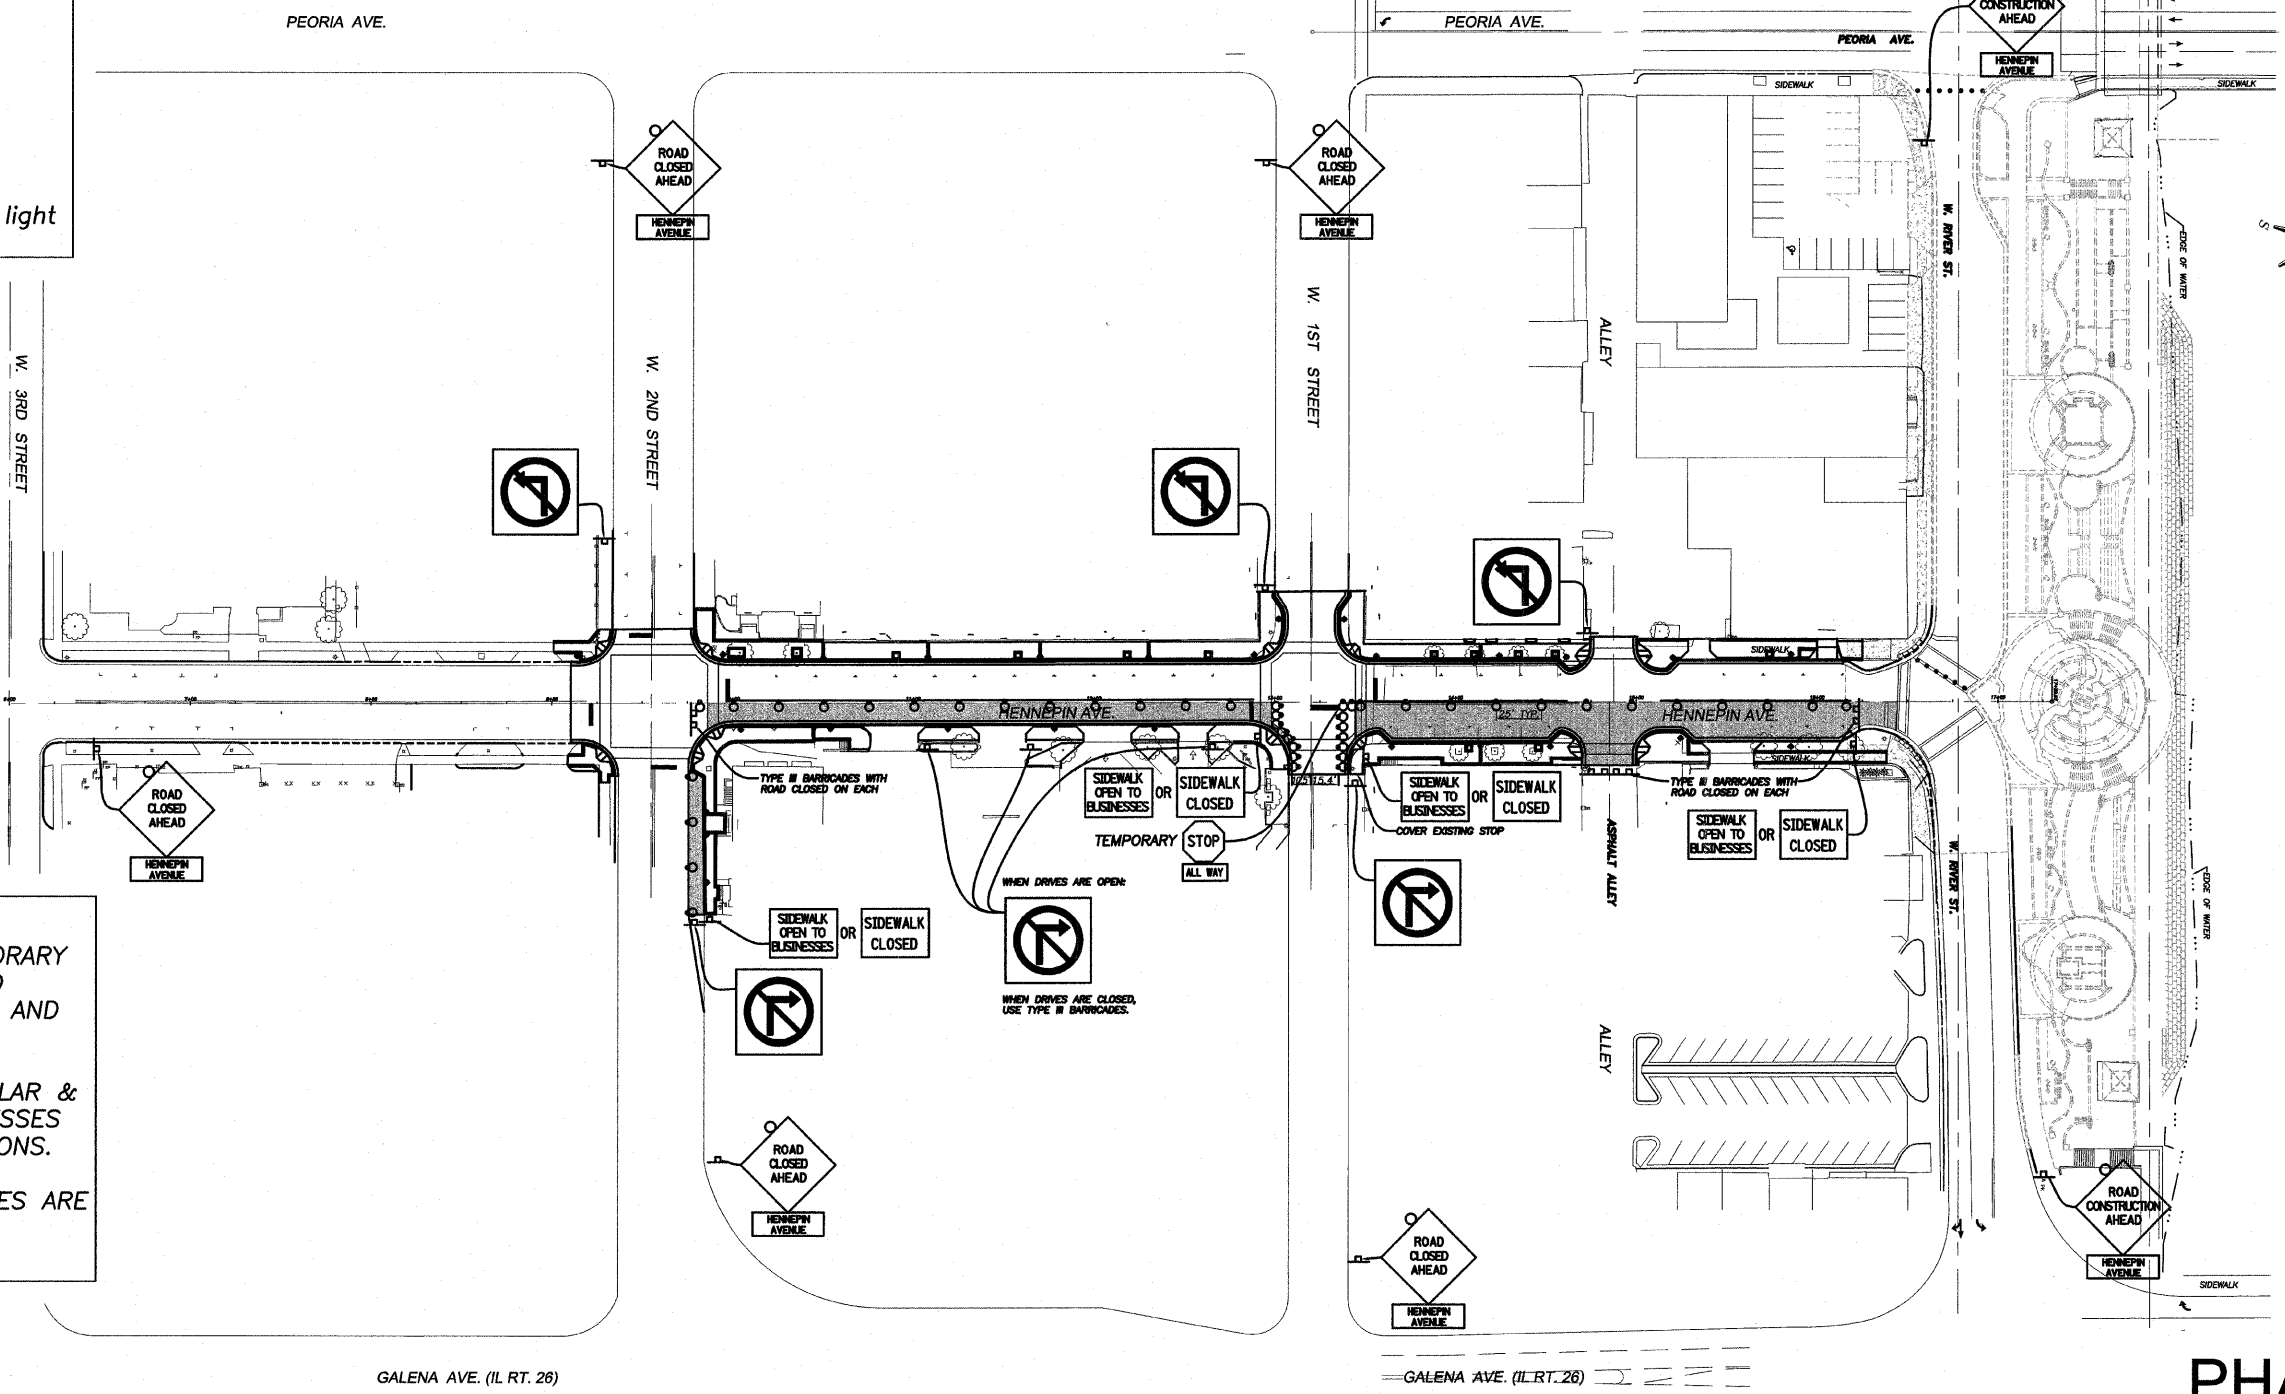 PEORIA AVE.
PEORIA AVE.
PEORIA AVE.
CONSTRUCTION
AHEAD
HENNEPIN
AVENUE
SIDEWALK
SIDEWALK
ROAD
CLOSED
AHEAD
HENNEPIN
AVENUE
ROAD
CLOSED
AHEAD
HENNEPIN
AVENUE
light
W. RIVER ST.
EDGE OF WATER
S
W. 3RD STREET
W. 2ND STREET
W. 1ST STREET
ALLEY
SIDEWALK
HENNEPIN AVE.
25' TYP.
HENNEPIN AVE.
SIDEWALK
TYPE III BARRICADES WITH
ROAD CLOSED ON EACH
SIDEWALK
OPEN TO
BUSINESSES
OR
SIDEWALK
CLOSED
SIDEWALK
OPEN TO
BUSINESSES
OR
SIDEWALK
CLOSED
TYPE III BARRICADES WITH
ROAD CLOSED ON EACH
SIDEWALK
OPEN TO
BUSINESSES
OR
SIDEWALK
CLOSED
ROAD
CLOSED
AHEAD
HENNEPIN
AVENUE
TEMPORARY
STOP
ALL WAY
COVER EXISTING STOP
ASPHALT ALLEY
W. RIVER ST.
EDGE OF WATER
WHEN DRIVES ARE OPEN:
WHEN DRIVES ARE CLOSED,
USE TYPE III BARRICADES.
SIDEWALK
OPEN TO
BUSINESSES
OR
SIDEWALK
CLOSED
ORARY
AND
LAR &
ESSES
ONS.
ES ARE
ALLEY
ROAD
CLOSED
AHEAD
HENNEPIN
AVENUE
ROAD
CLOSED
AHEAD
HENNEPIN
AVENUE
ROAD
CONSTRUCTION
AHEAD
HENNEPIN
AVENUE
SIDEWALK
GALENA AVE. (IL RT. 26)
GALENA AVE. (IL RT. 26)
PHA